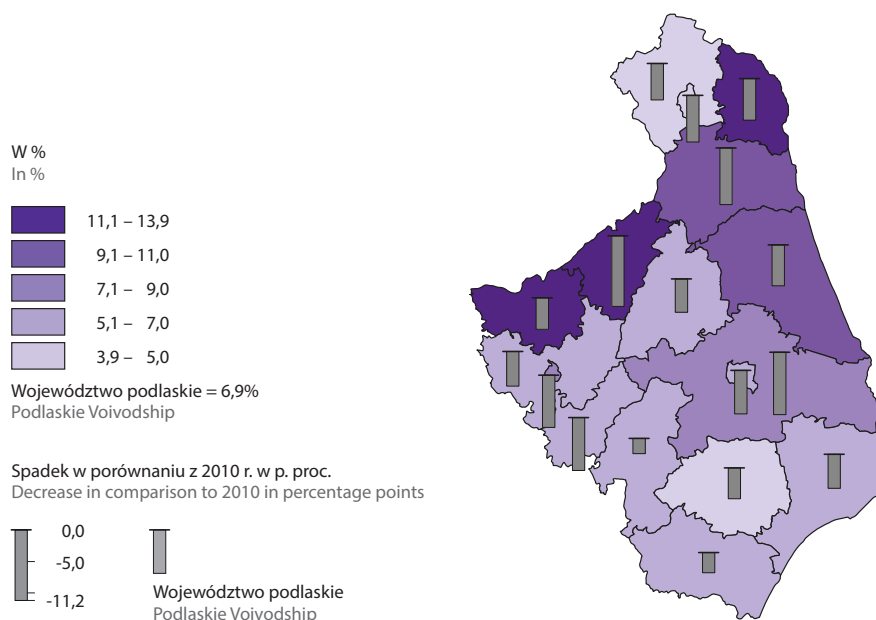 W %
In %
11,1 – 13,9
9,1 – 11,0
7,1 – 9,0
5,1 – 7,0
3,9 – 5,0
Województwo podlaskie = 6,9%
Podlaskie Voivodship
Spadek w porównaniu z 2010 r. w p. proc.
Decrease in comparison to 2010 in percentage points
0,0
-5,0
-11,2
Województwo podlaskie
Podlaskie Voivodship